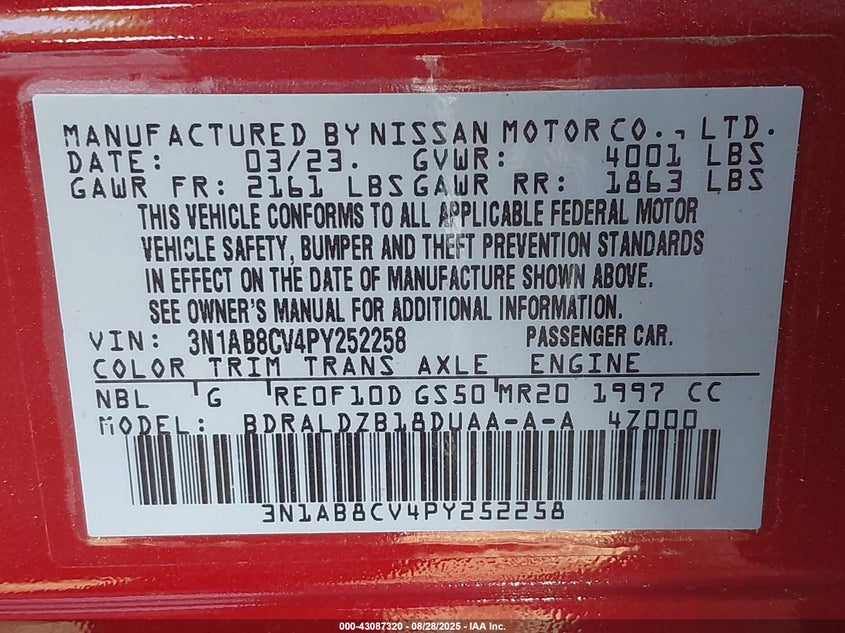 MANUFACTURED BY NISSAN MOTOR CO., LTD.
DATE: 03/23. GVWR: 4001 LBS
GAWR FR: 2161 LBS GAWR RR: 1863 LBS
THIS VEHICLE CONFORMS TO ALL APPLICABLE FEDERAL MOTOR
VEHICLE SAFETY, BUMPER AND THEFT PREVENTION STANDARDS
IN EFFECT ON THE DATE OF MANUFACTURE SHOWN ABOVE.
SEE OWNER'S MANUAL FOR ADDITIONAL INFORMATION.
VIN: 3N1AB8CV4PY252258 PASSENGER CAR.
COLOR TRIM TRANS AXLE ENGINE
NBL G RE0F10D GS50 MR20 1997 CC
MODEL: BDRALDZB18DUAA-A-A 4Z000
3N1AB8CV4PY252258
000-43087320 - 08/28/2025 - IAA Inc.